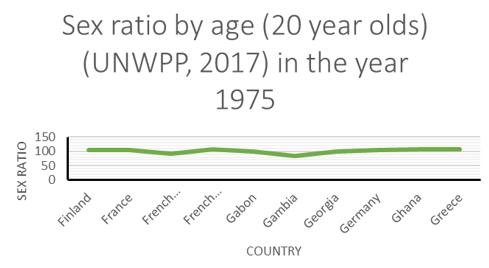 Sex ratio by age (20 year olds)
(UNWPP, 2017) in the year
1975
150
100
50
0
SEX RATIO
Finland
France
French...
French...
Gabon
Gambia
Georgia
Germany
Ghana
Greece
COUNTRY